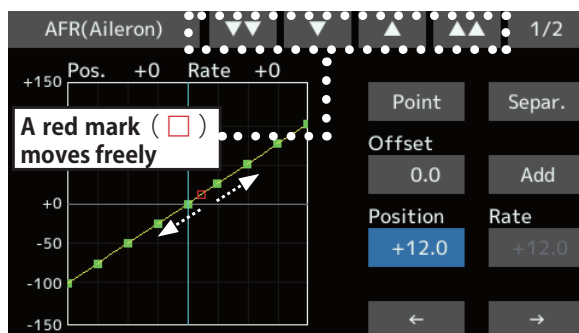 AFR(Aileron) ▼▼ ▼ ▲ ▲▲ 1/2
Pos. +0 Rate +0
+150
Point Separ.
A red mark (□)
moves freely
Offset
0.0 Add
+0
Position Rate
+12.0 +12.0
-50
-100
← →
-150